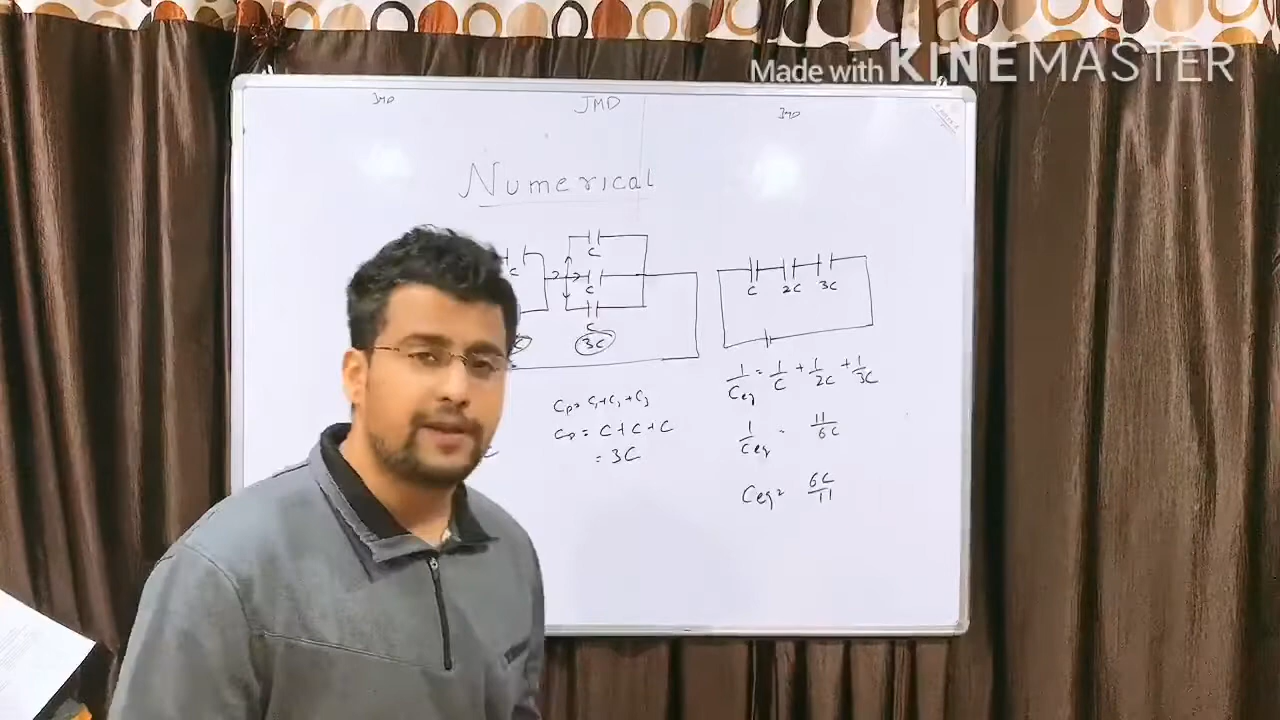 Made with KINEMASTER
JMD JMD JMD
Numerical
C
C
C
C
3C
C 2C 3C
Cp = C1+C2+C3
Cp = C+C+C
= 3C
1/Ceq = 1/C + 1/2C + 1/3C
1/Ceq = 11/6C
Ceq = 6C/11